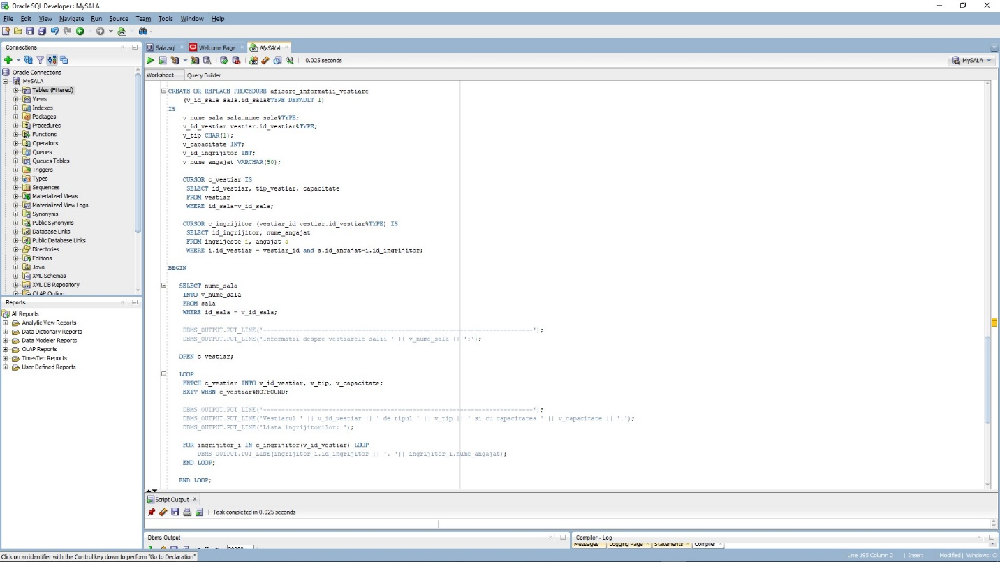 Oracle SQL Developer : MySALA
File Edit View Navigate Run Source Team Tools Window Help
Connections
Oracle Connections
MySALA
Tables (Filtered)
Views
Indexes
Packages
Procedures
Functions
Operators
Queues
Queues Tables
Triggers
Types
Sequences
Materialized Views
Materialized View Logs
Synonyms
Public Synonyms
Database Links
Public Database Links
Directories
Editions
Java
XML Schemas
XML DB Repository
OLAP Option
Reports
All Reports
Analytic View Reports
Data Dictionary Reports
Data Modeler Reports
OLAP Reports
TimesTen Reports
User Defined Reports
Sala.sql Welcome Page MySALA
0.025 seconds
MySALA
Worksheet Query Builder
CREATE OR REPLACE PROCEDURE afisare_informatii_vestiare
(v_id_sala sala.id_sala%TYPE DEFAULT 1)
IS
v_nume_sala sala.nume_sala%TYPE;
v_id_vestiar vestiar.id_vestiar%TYPE;
v_tip CHAR(1);
v_capacitate INT;
v_id_ingrijitor INT;
v_nume_angajat VARCHAR(50);
CURSOR c_vestiar IS
SELECT id_vestiar, tip_vestiar, capacitate
FROM vestiar
WHERE id_sala=v_id_sala;
CURSOR c_ingrijitor (vestiar_id vestiar.id_vestiar%TYPE) IS
SELECT id_ingrijitor, nume_angajat
FROM ingrijeste i, angajat a
WHERE i.id_vestiar = vestiar_id and a.id_angajat=i.id_ingrijitor;
BEGIN
SELECT nume_sala
INTO v_nume_sala
FROM sala
WHERE id_sala = v_id_sala;
DBMS_OUTPUT.PUT_LINE('--------------------------------------------------------------------------');
DBMS_OUTPUT.PUT_LINE('Informatii despre vestiarele salii ' || v_nume_sala || ':');
OPEN c_vestiar;
LOOP
FETCH c_vestiar INTO v_id_vestiar, v_tip, v_capacitate;
EXIT WHEN c_vestiar%NOTFOUND;
DBMS_OUTPUT.PUT_LINE('--------------------------------------------------------------------------');
DBMS_OUTPUT.PUT_LINE('Vestiarul ' || v_id_vestiar || ' de tipul ' || v_tip || ' si cu capacitatea ' || v_capacitate || '.');
DBMS_OUTPUT.PUT_LINE('Lista ingrijitorilor: ');
FOR ingrijitor_i IN c_ingrijitor(v_id_vestiar) LOOP
DBMS_OUTPUT.PUT_LINE(ingrijitor_i.id_ingrijitor || '. '|| ingrijitor_i.nume_angajat);
END LOOP;
END LOOP;
Script Output
Task completed in 0.025 seconds
Dbms Output
Compiler - Log
Messages Logging Page Statements Compiler
Click on an identifier with the Control key down to perform "Go to Declaration"
Line 195 Column 2 Insert Modified Windows: Cl